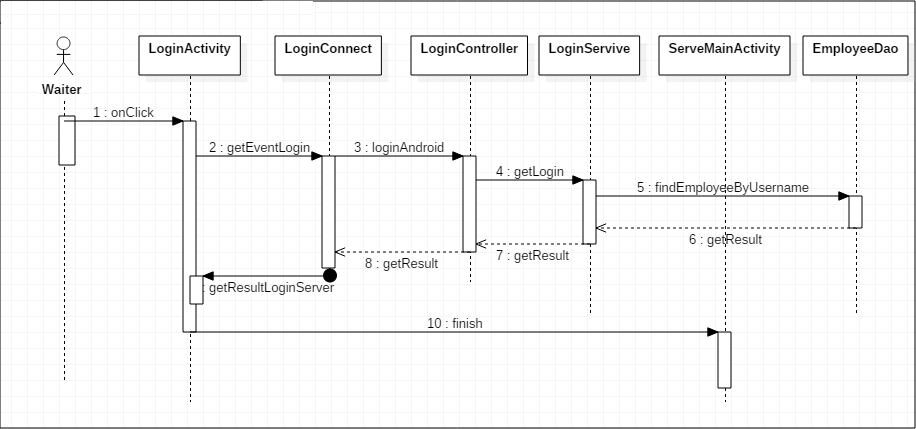 LoginActivity
LoginConnect
LoginController
LoginServive
ServeMainActivity
EmployeeDao
Waiter
1 : onClick
2 : getEventLogin
3 : loginAndroid
4 : getLogin
5 : findEmployeeByUsername
6 : getResult
7 : getResult
8 : getResult
: getResultLoginServer
10 : finish